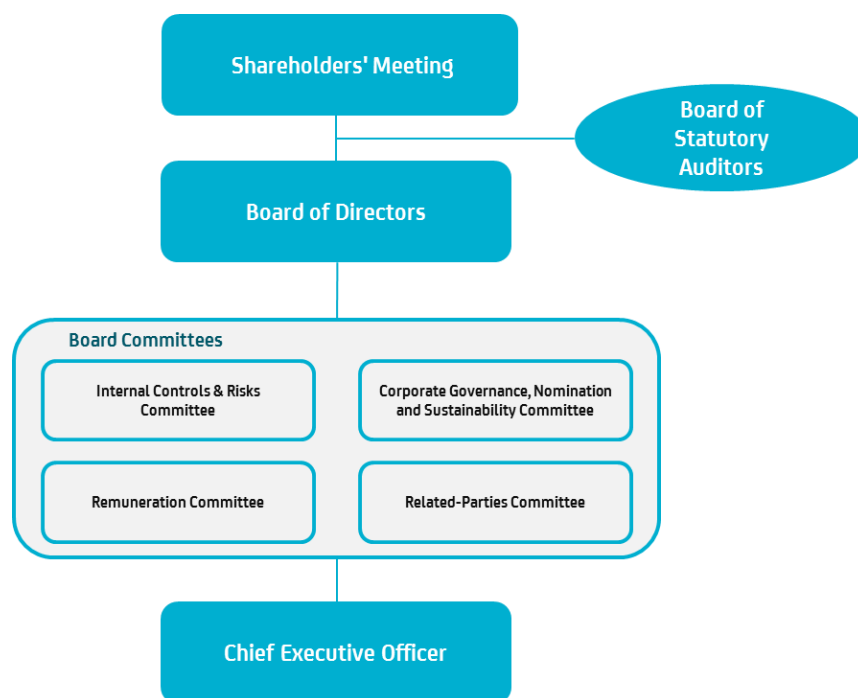 Shareholders' Meeting
Board of
Statutory
Auditors
Board of Directors
Board Committees
Internal Controls & Risks
Committee
Corporate Governance, Nomination
and Sustainability Committee
Remuneration Committee
Related-Parties Committee
Chief Executive Officer